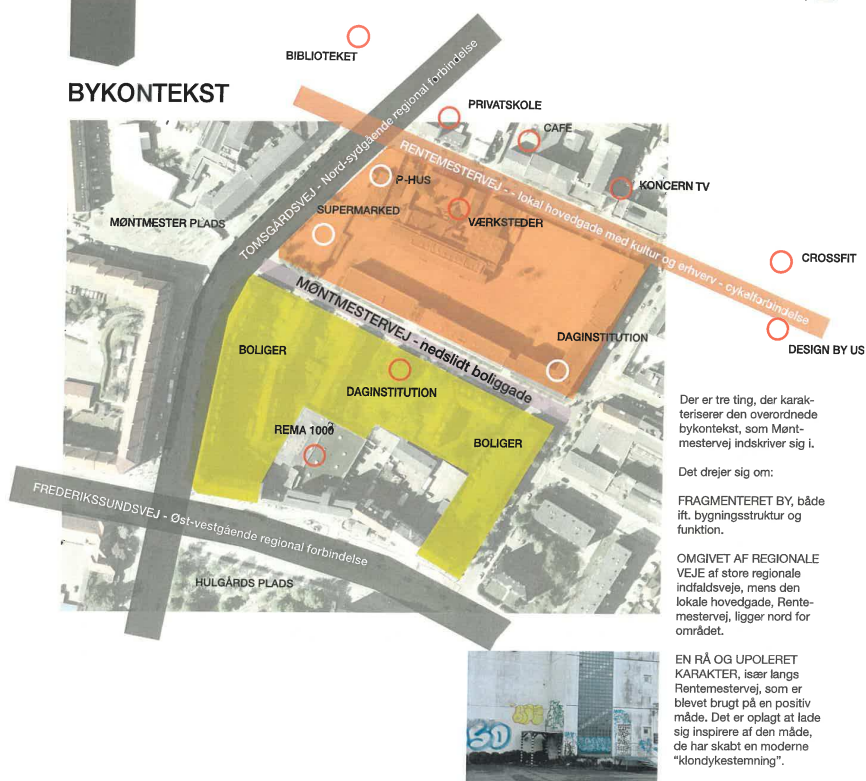 BIBLIOTEKET
BYKONTEKST
PRIVATSKOLE
CAFE
TOMSGÅRDSVEJ - Nord-sydgående regional forbindelse
RENTEMESTERVEJ - - lokal hovedgade med kultur og erhverv - cykelforbindelse
P-HUS
KONCERN TV
SUPERMARKED
VÆRKSTEDER
MØNTMESTER PLADS
CROSSFIT
MØNTMESTERVEJ - nedslidt boliggade
DAGINSTITUTION
DESIGN BY US
BOLIGER
DAGINSTITUTION
REMA 1000
BOLIGER
FREDERIKSSUNDSVEJ - Øst-vestgående regional forbindelse
HULGÅRDS PLADS
Der er tre ting, der karak-
teriserer den overordnede
bykontekst, som Mønt-
mestervej indskriver sig i.
Det drejer sig om:
FRAGMENTERET BY, både
ift. bygningsstruktur og
funktion.
OMGIVET AF REGIONALE
VEJE af store regionale
indfaldsveje, mens den
lokale hovedgade, Rente-
mestervej, ligger nord for
området.
EN RÅ OG UPOLERET
KARAKTER, især langs
Rentemestervej, som er
blevet brugt på en positiv
måde. Det er oplagt at lade
sig inspirere af den måde,
de har skabt en moderne
"klondykestemning".